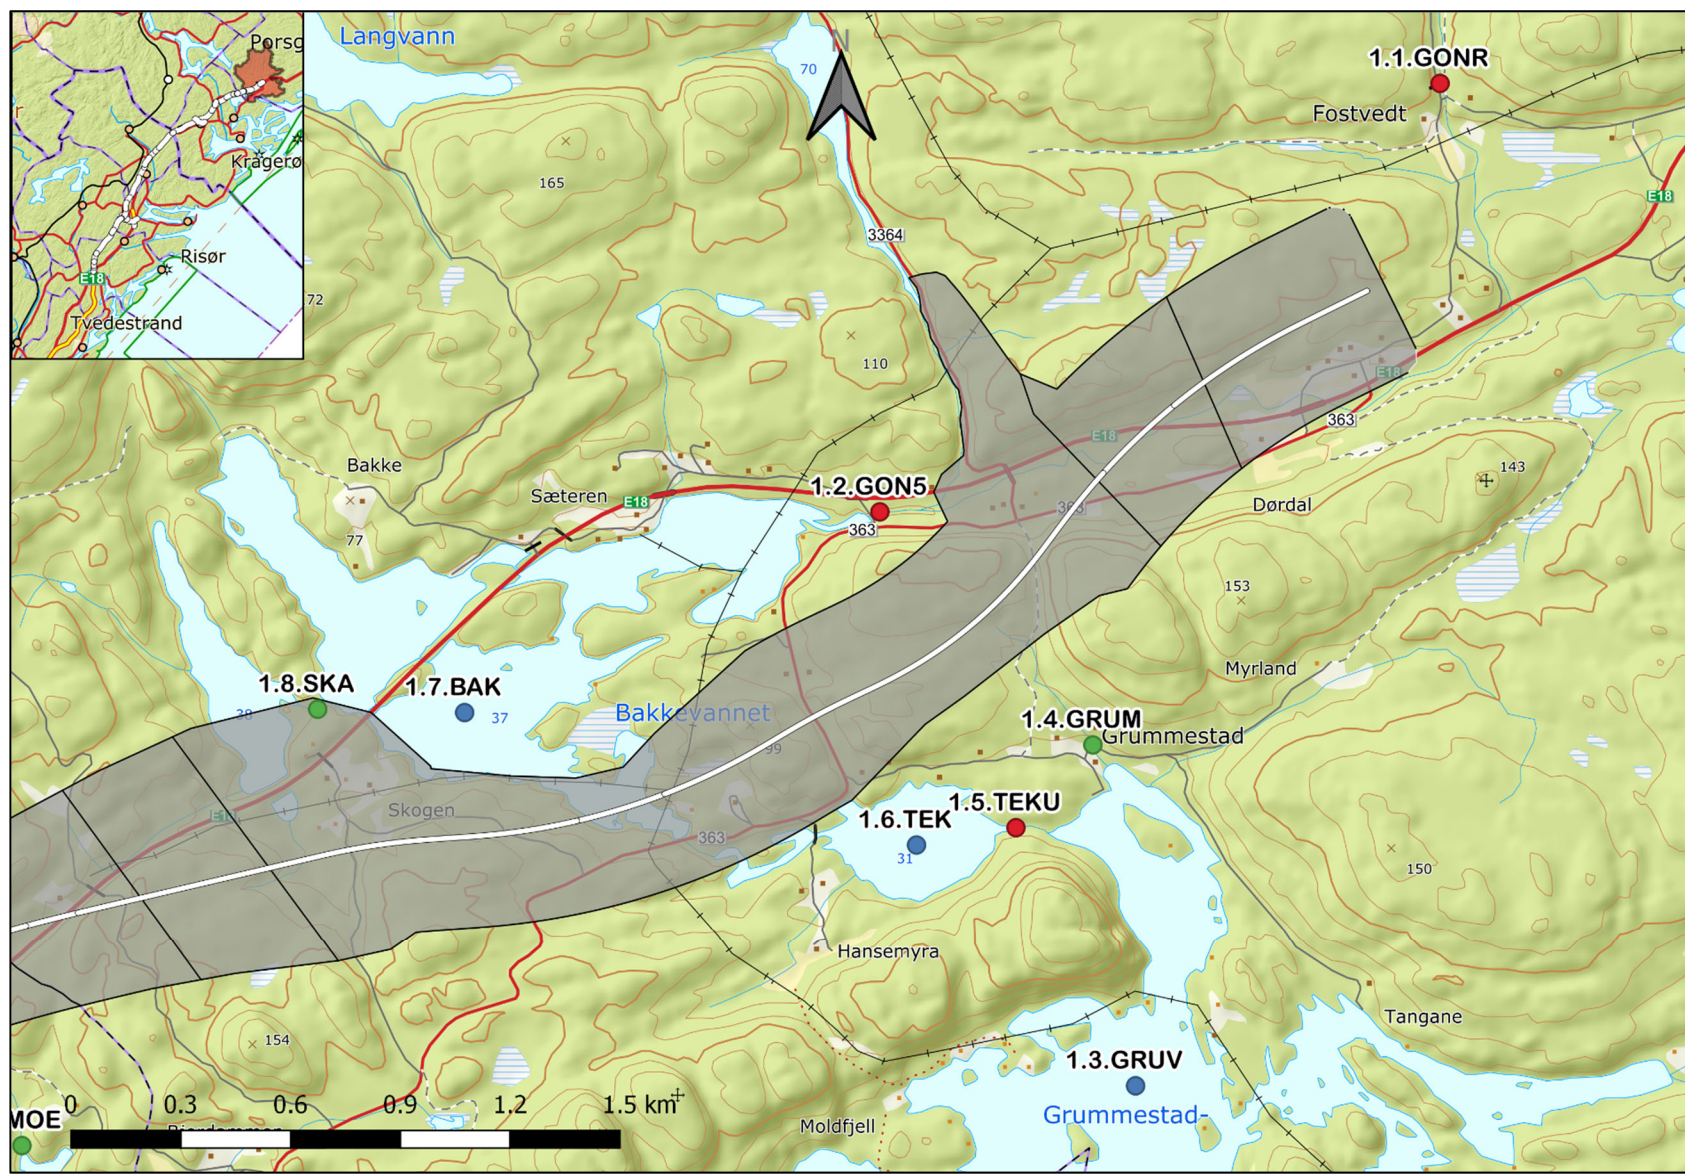 Porsg
r
Kragerø
Risør
E18
Tvedestrand
72
Langvann
70
N
1.1.GONR
Fostvedt
E18
165
3364
110
E18
363
E18
143
Bakke
Sæteren
E18
1.2.GON5
363
363
Dørdal
77
153
Myrland
1.8.SKA
1.7.BAK
38
37
Bakkevannet
99
1.4.GRUM
Grummestad
Skogen
363
1.5.TEKU
1.6.TEK
31
150
Hansemyra
Tangane
154
1.3.GRUV
Grummestad-
Moldfjell
MOE
0 0.3 0.6 0.9 1.2 1.5 km